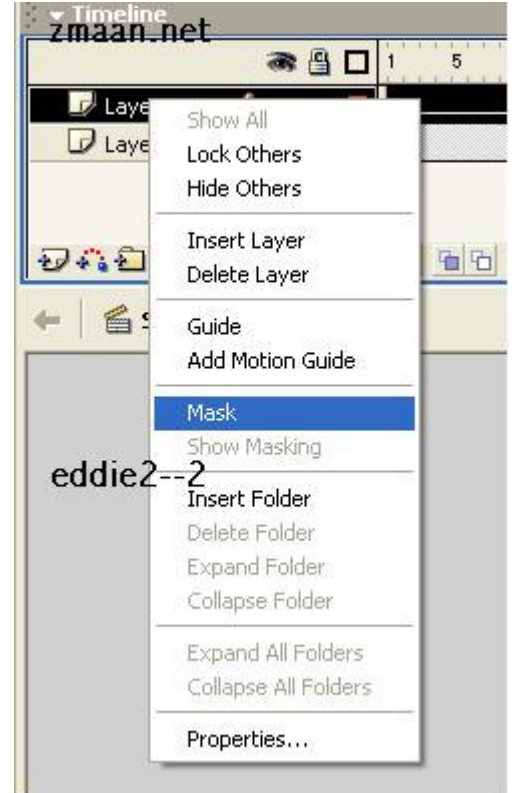 Timeline
zmaan.net
1 5
Laye
Laye
Show All
Lock Others
Hide Others
Insert Layer
Delete Layer
Guide
Add Motion Guide
Mask
Show Masking
eddie2--2
Insert Folder
Delete Folder
Expand Folder
Collapse Folder
Expand All Folders
Collapse All Folders
Properties...